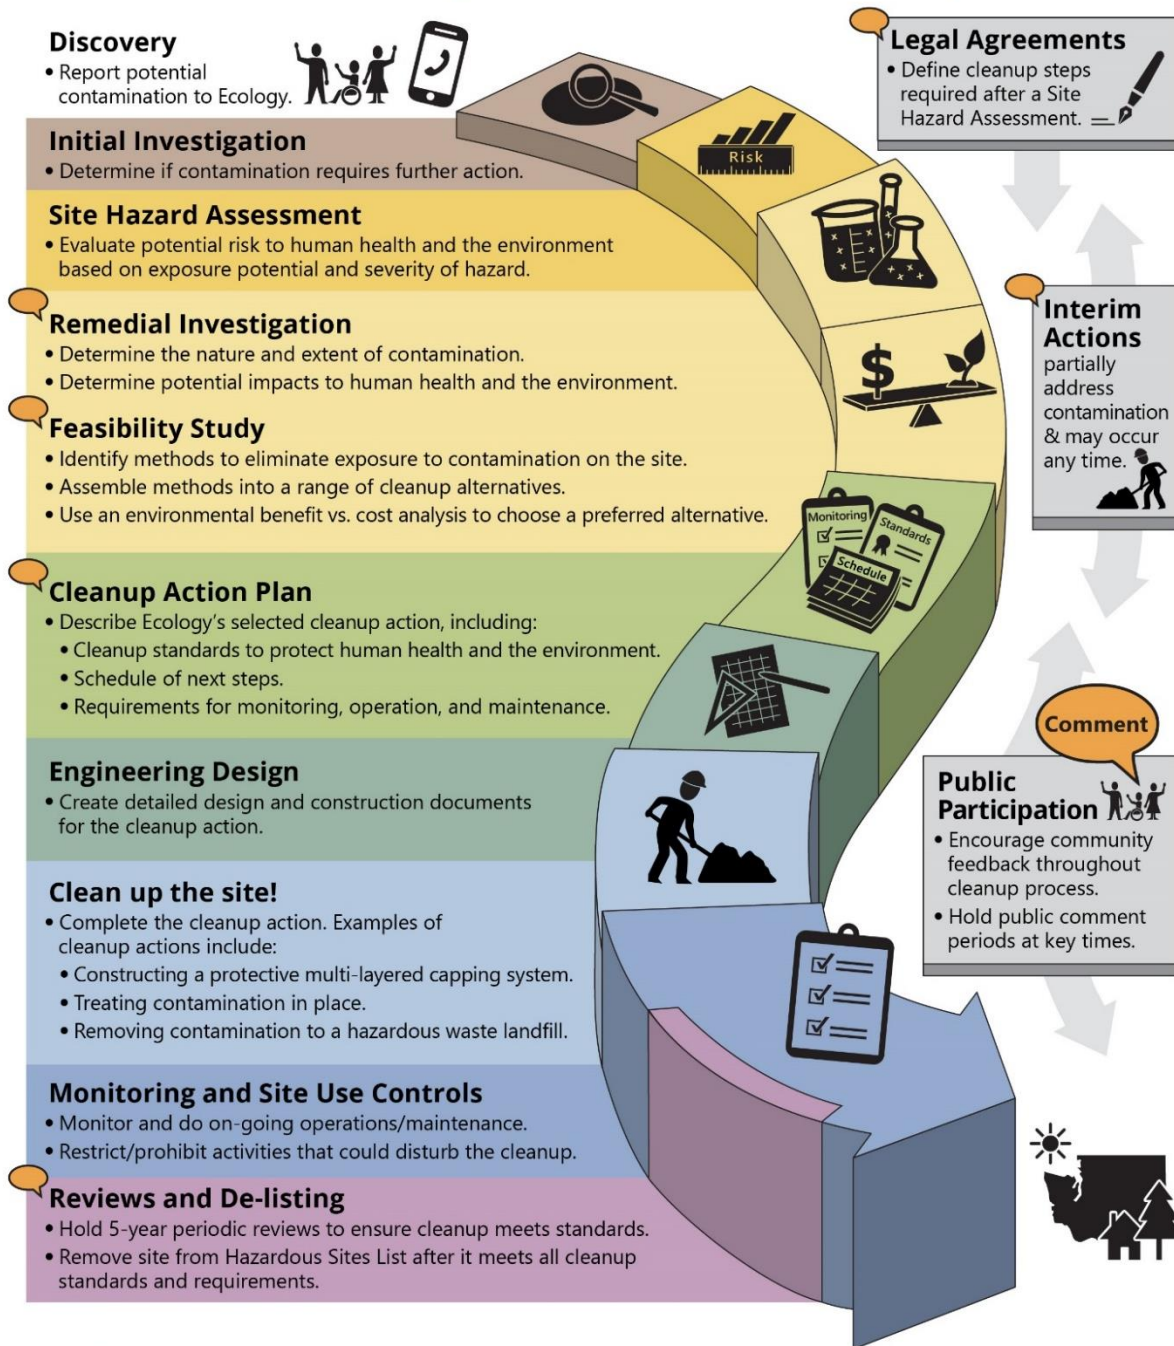 Discovery
• Report potential
contamination to Ecology.
Initial Investigation
• Determine if contamination requires further action.
Site Hazard Assessment
• Evaluate potential risk to human health and the environment
based on exposure potential and severity of hazard.
Remedial Investigation
• Determine the nature and extent of contamination.
• Determine potential impacts to human health and the environment.
Feasibility Study
• Identify methods to eliminate exposure to contamination on the site.
• Assemble methods into a range of cleanup alternatives.
• Use an environmental benefit vs. cost analysis to choose a preferred alternative.
Cleanup Action Plan
• Describe Ecology's selected cleanup action, including:
• Cleanup standards to protect human health and the environment.
• Schedule of next steps.
• Requirements for monitoring, operation, and maintenance.
Engineering Design
• Create detailed design and construction documents
for the cleanup action.
Clean up the site!
• Complete the cleanup action. Examples of
cleanup actions include:
• Constructing a protective multi-layered capping system.
• Treating contamination in place.
• Removing contamination to a hazardous waste landfill.
Monitoring and Site Use Controls
• Monitor and do on-going operations/maintenance.
• Restrict/prohibit activities that could disturb the cleanup.
Reviews and De-listing
• Hold 5-year periodic reviews to ensure cleanup meets standards.
• Remove site from Hazardous Sites List after it meets all cleanup
standards and requirements.
Risk
$
Monitoring
Standards
Schedule
Legal Agreements
• Define cleanup steps
required after a Site
Hazard Assessment.
Interim
Actions
partially
address
contamination
& may occur
any time.
Comment
Public
Participation
• Encourage community
feedback throughout
cleanup process.
• Hold public comment
periods at key times.